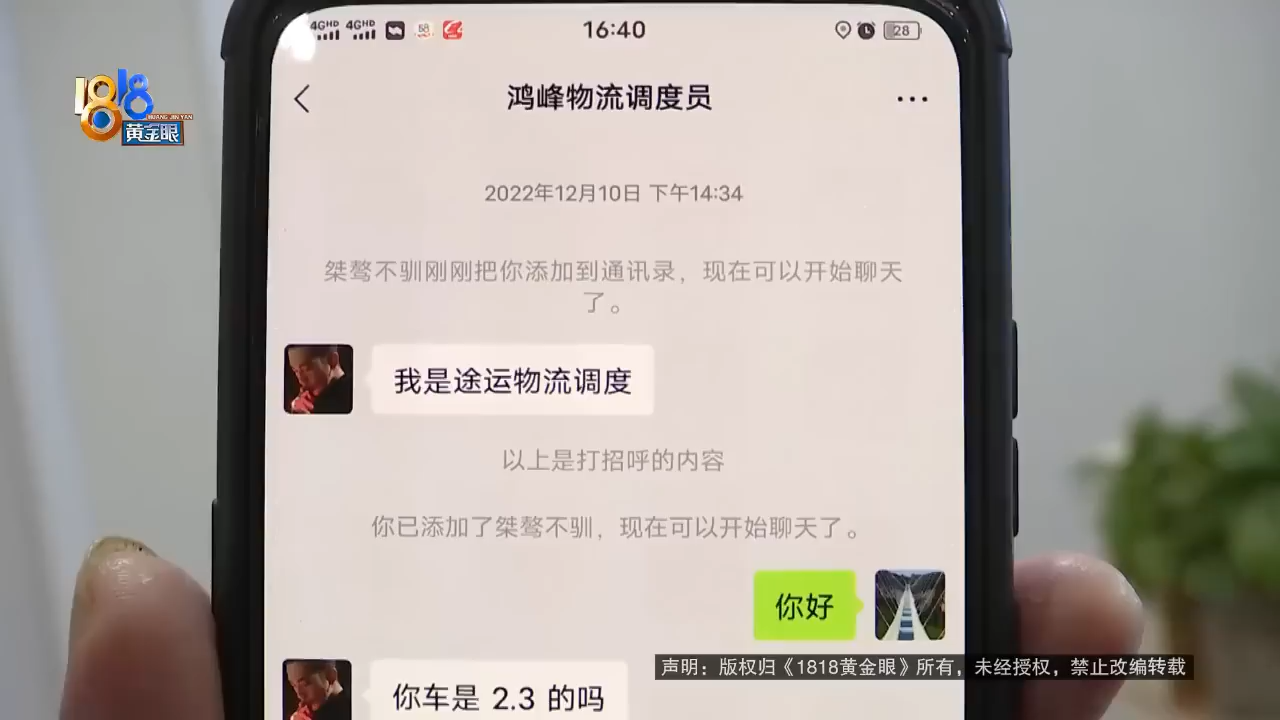 4GHD 4GHD 58 16:40 28
1818
HUANG JIN YAN
黄金眼
鸿峰物流调度员
2022年12月10日 下午14:34
桀骜不驯刚刚把你添加到通讯录，现在可以开始聊天
了。
我是途运物流调度
以上是打招呼的内容
你已添加了桀骜不驯，现在可以开始聊天了。
你好
声明：版权归《1818黄金眼》所有，未经授权，禁止改编转载
你车是 2.3 的吗